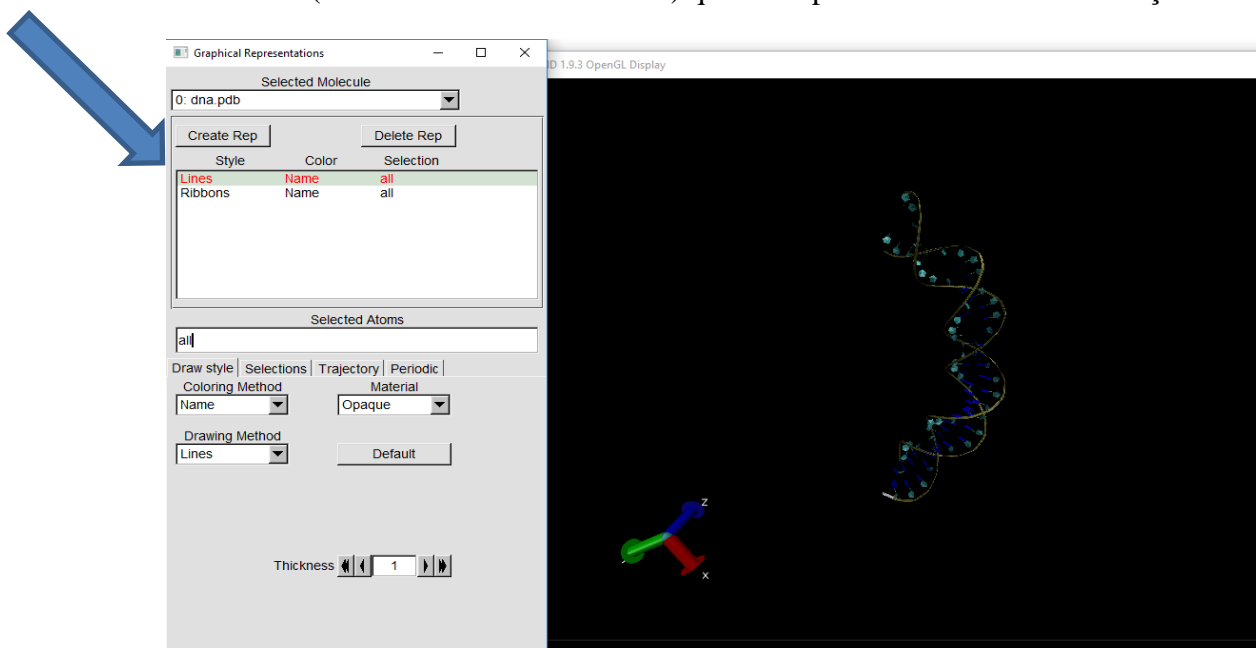 Graphical Representations
Selected Molecule
0: dna.pdb
Create Rep Delete Rep
Style Color Selection
Lines Name all
Ribbons Name all
Selected Atoms
all
Draw style Selections Trajectory Periodic
Coloring Method Material
Name Opaque
Drawing Method
Lines Default
Thickness 1
D 1.9.3 OpenGL Display
z
x